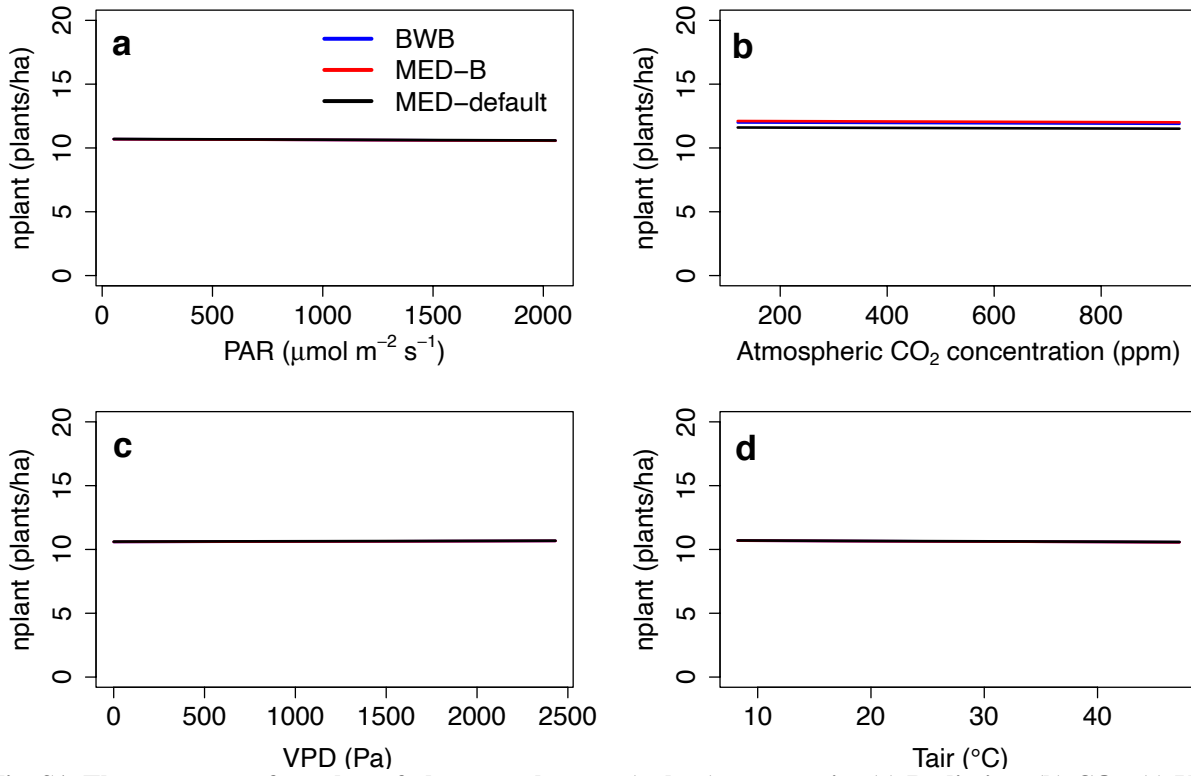 a
BWB
MED−B
MED−default
nplant (plants/ha)
0
5
10
15
20
0
500
1000
1500
2000
PAR (μmol m⁻² s⁻¹)
b
nplant (plants/ha)
0
5
10
15
20
200
400
600
800
Atmospheric CO₂ concentration (ppm)
c
nplant (plants/ha)
0
5
10
15
20
0
500
1000
1500
2000
2500
VPD (Pa)
d
nplant (plants/ha)
0
5
10
15
20
10
20
30
40
Tair (°C)